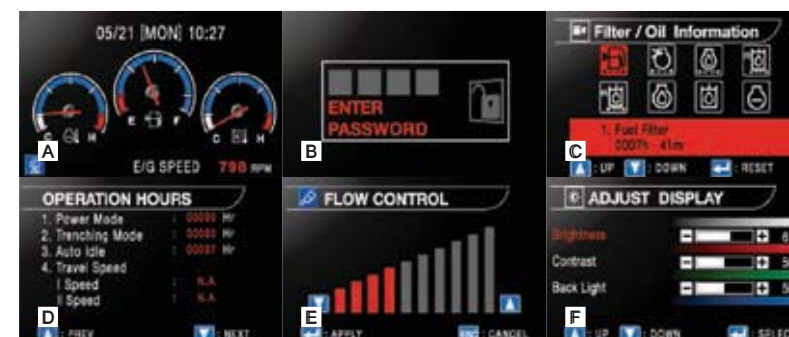 05/21 [MON] 10:27
E F
C H
C H
A
E/G SPEED 790 RPM
ENTER
PASSWORD
B
Filter / Oil Information
1. Fuel Filter
0007h 41m
C
: UP : DOWN : RESET
OPERATION HOURS
1. Power Mode : Hr
2. Trenching Mode : Hr
3. Auto Idle : Hr
4. Travel Speed
I Speed : N.A
II Speed : N.A
D
: PREV : NEXT
FLOW CONTROL
E
: APPLY ESC : CANCEL
ADJUST DISPLAY
Brightness
Contrast
Back Light
F
: UP : DOWN